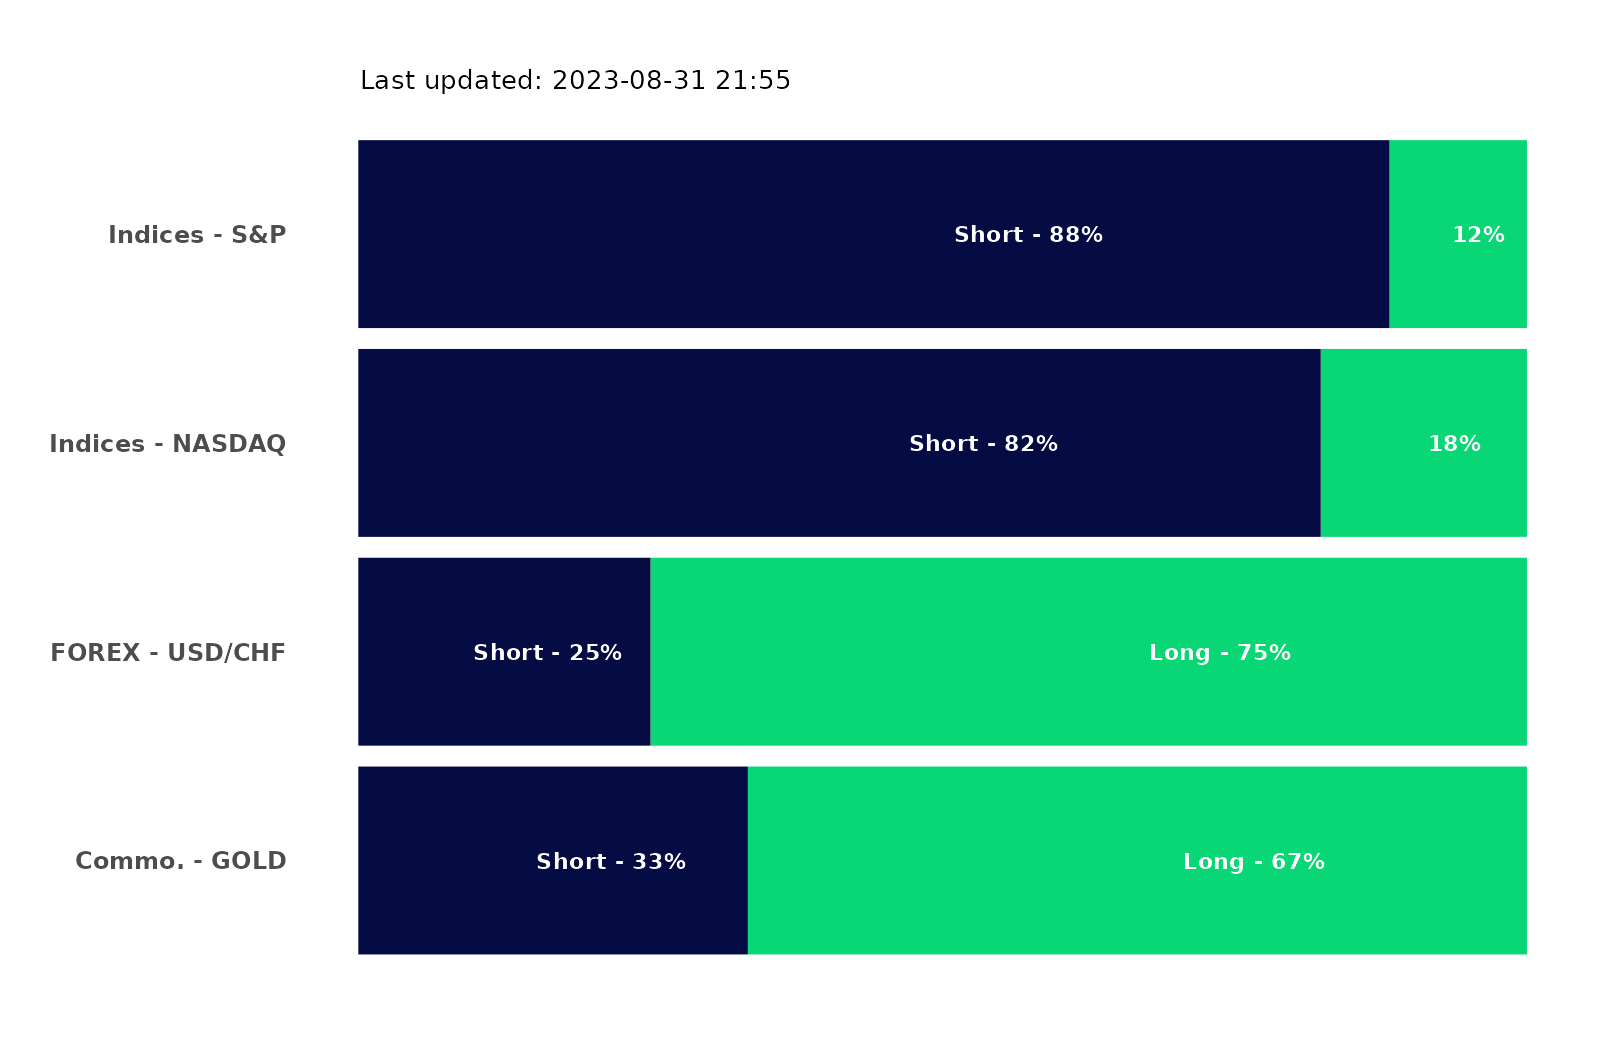 Last updated: 2023-08-31 21:55
Indices - S&P Short - 88% 12%
Indices - NASDAQ Short - 82% 18%
FOREX - USD/CHF Short - 25% Long - 75%
Commo. - GOLD Short - 33% Long - 67%